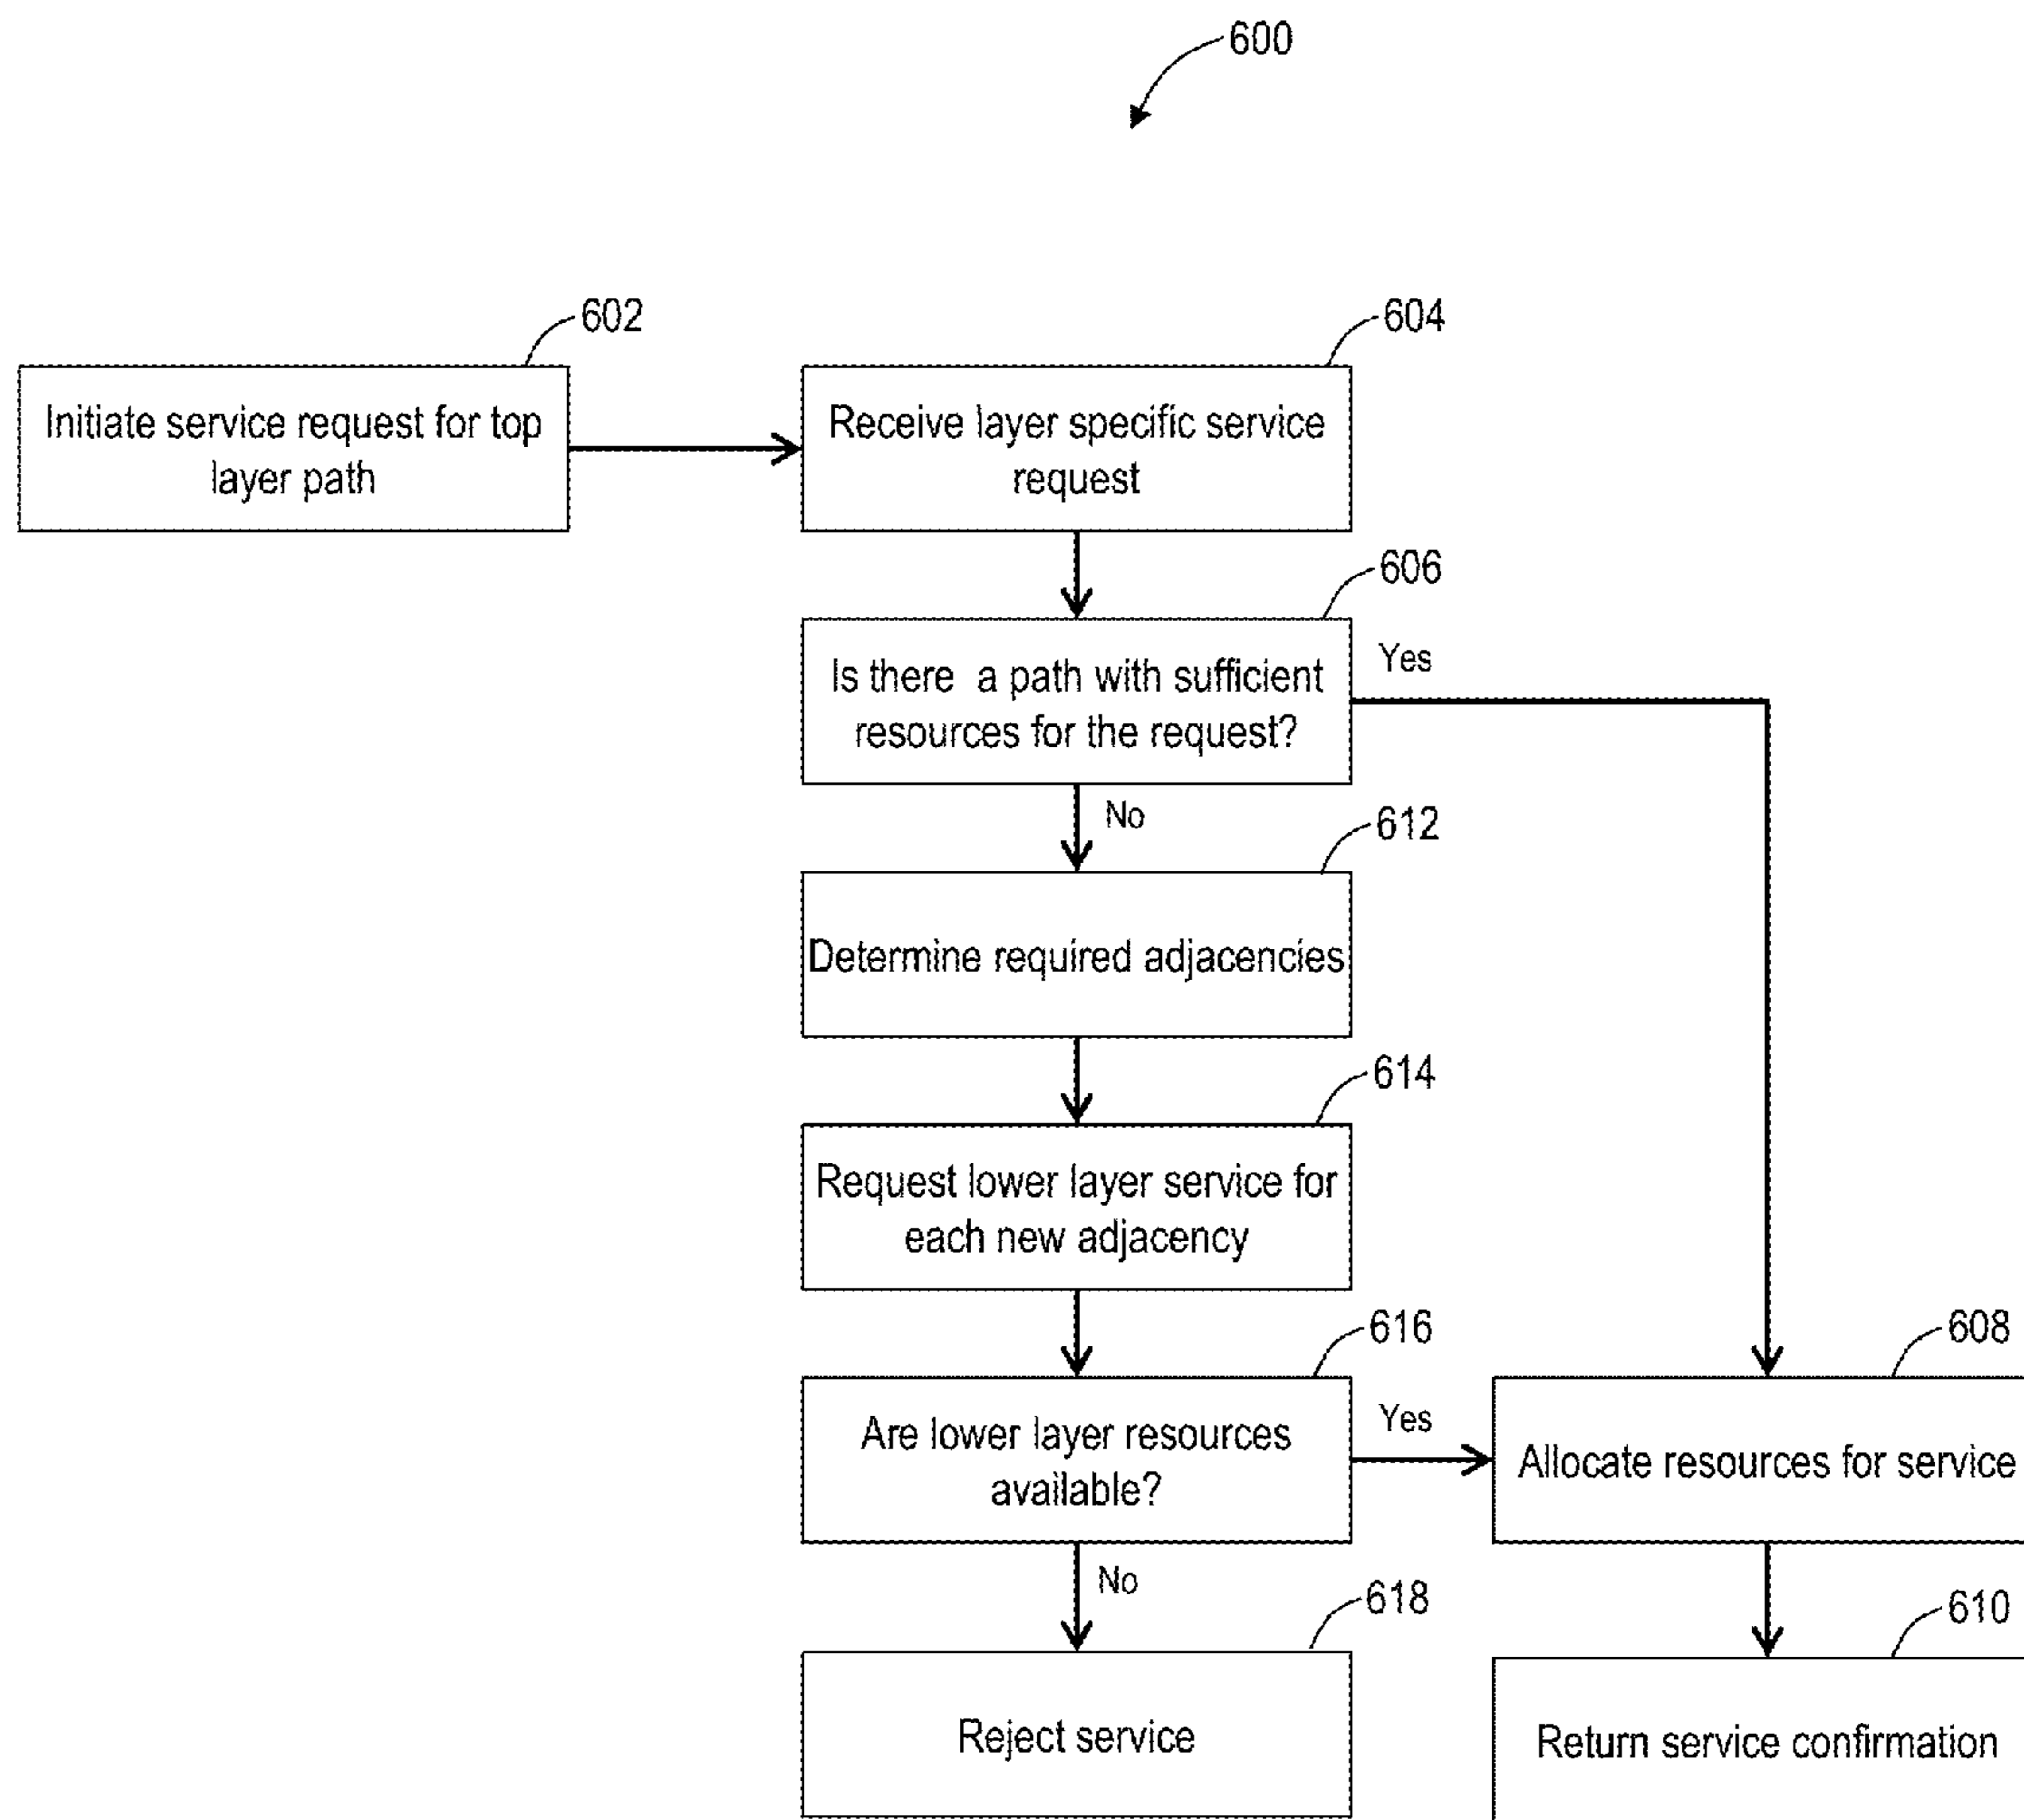 600
602
Initiate service request for top
layer path
604
Receive layer specific service
request
606
Is there a path with sufficient
resources for the request?
Yes
No
612
Determine required adjacencies
614
Request lower layer service for
each new adjacency
616
Are lower layer resources
available?
Yes
608
Allocate resources for service
No
618
Reject service
610
Return service confirmation